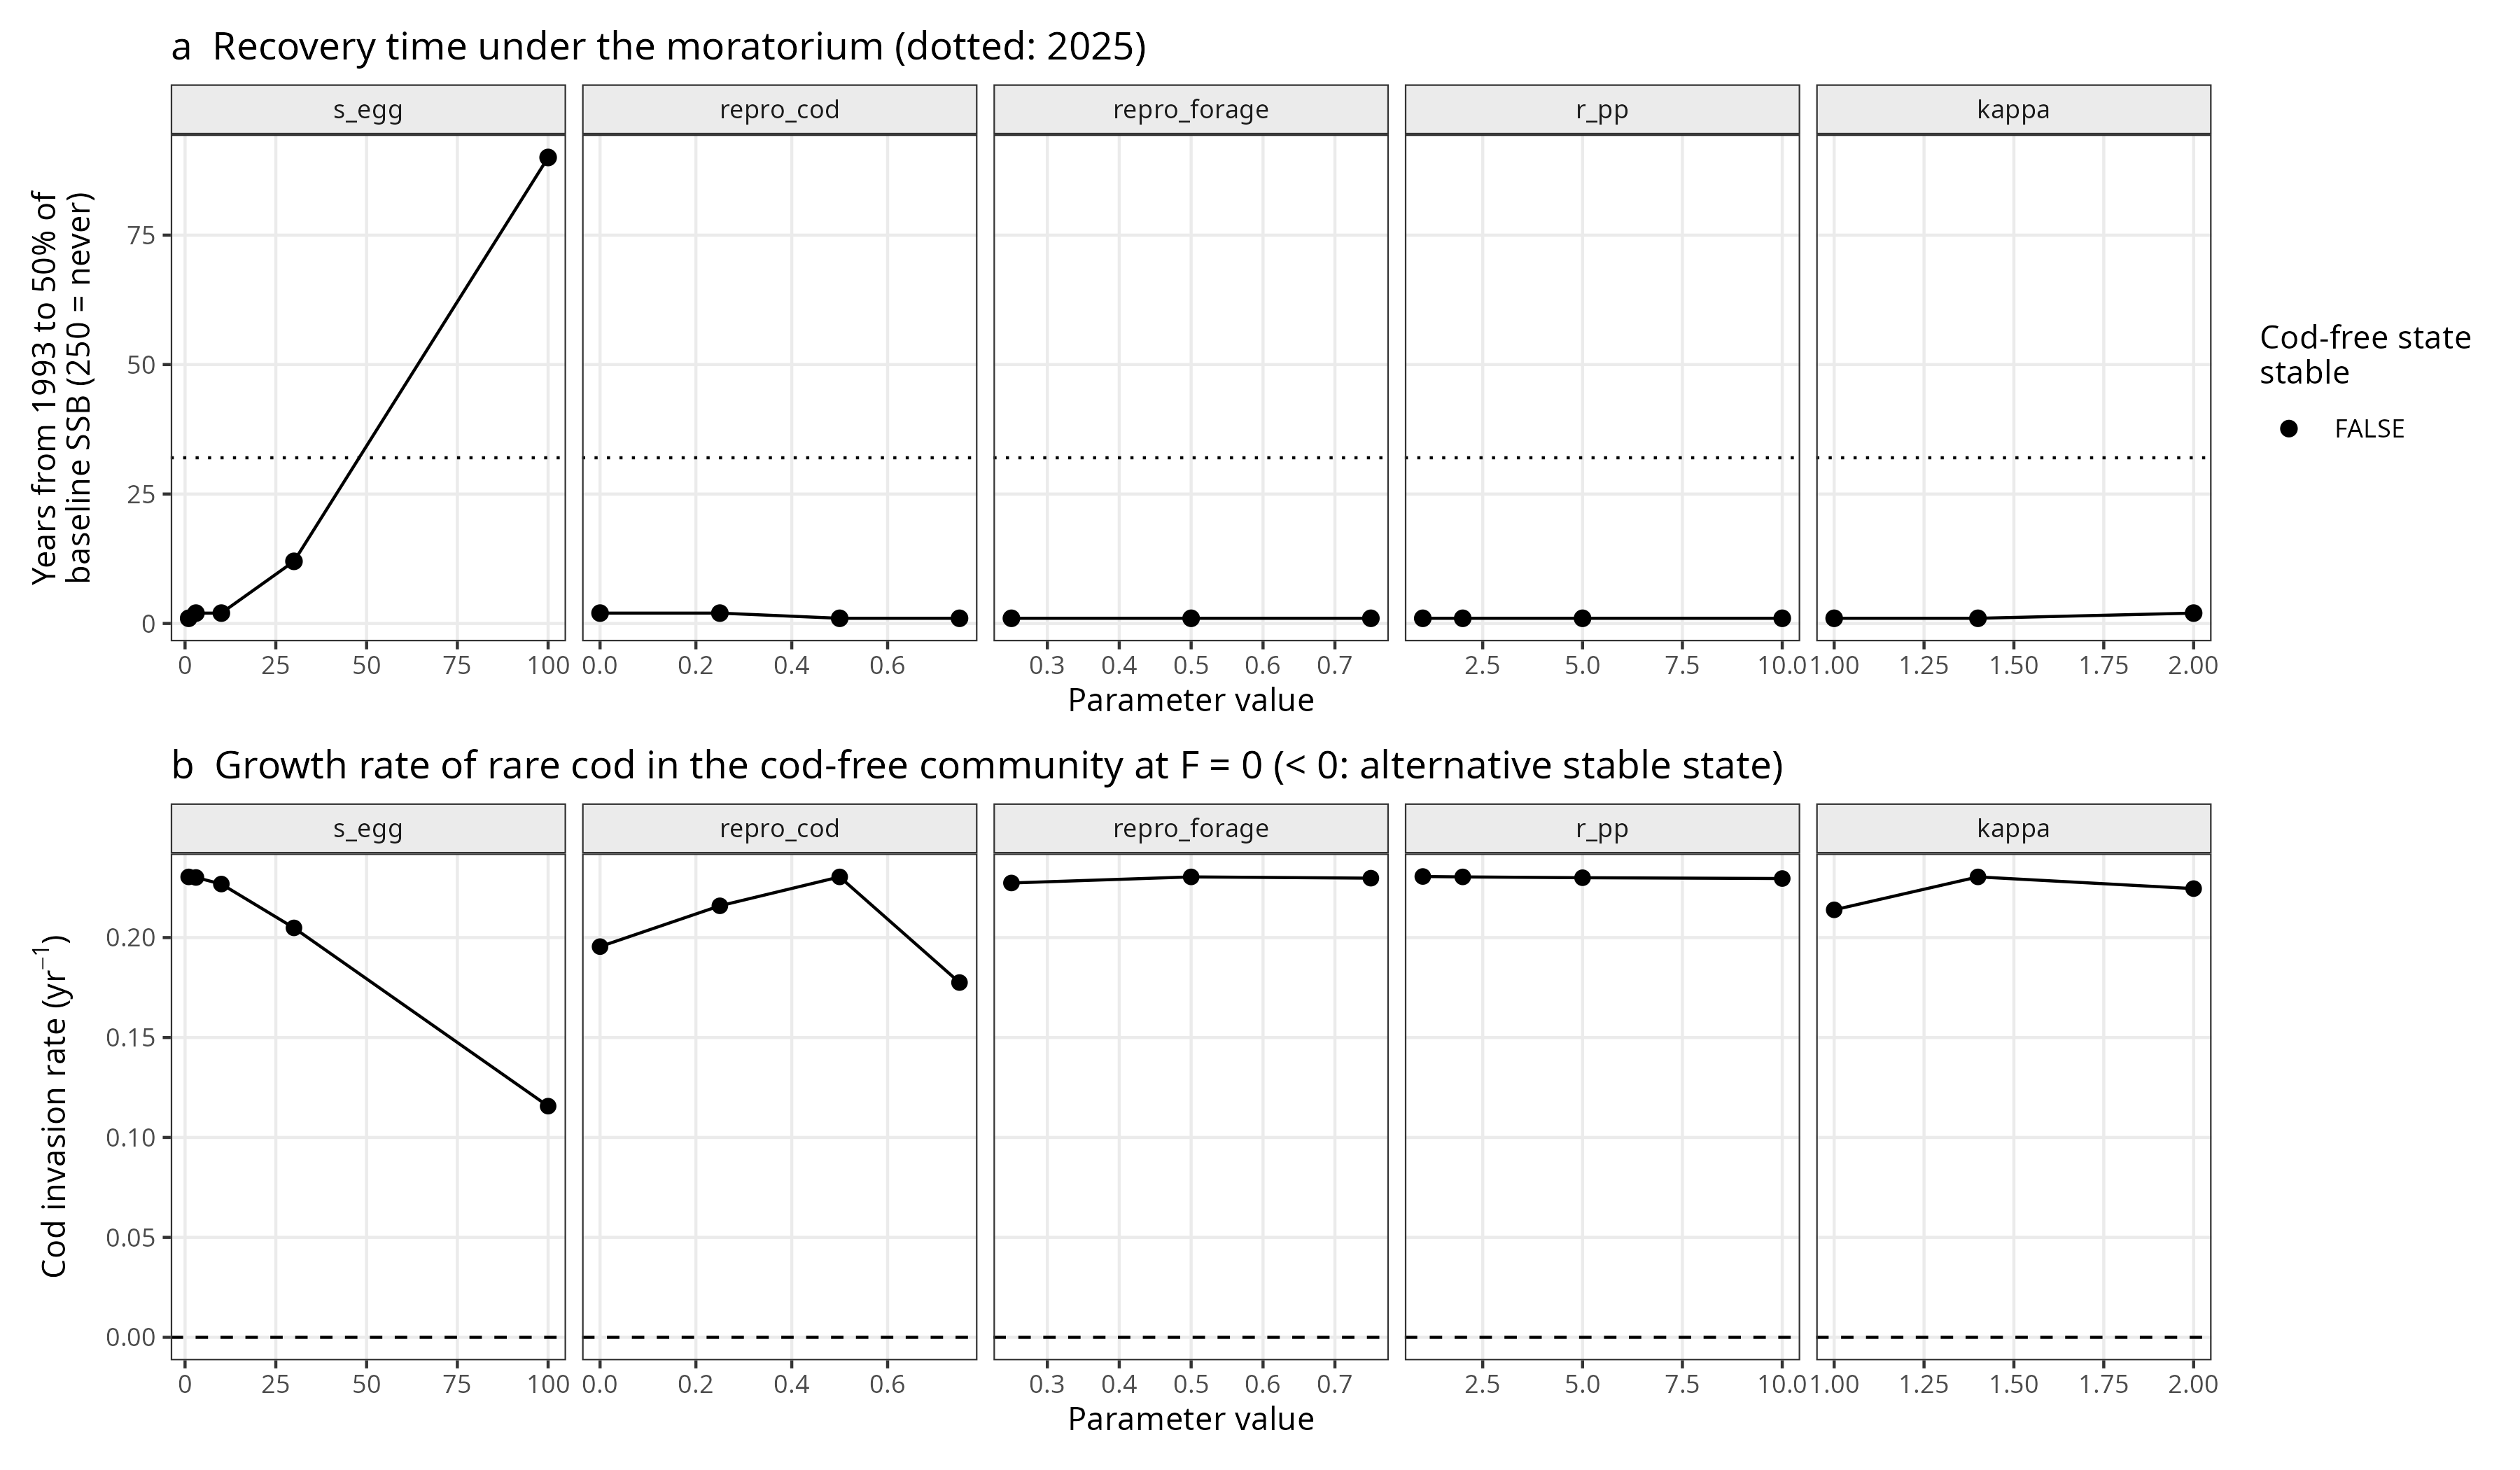 a Recovery time under the moratorium (dotted: 2025)
s_egg repro_cod repro_forage r_pp kappa
Years from 1993 to 50% of
baseline SSB (250 = never)
75
50
25
0
0 25 50 75 100 0.0 0.2 0.4 0.6 0.3 0.4 0.5 0.6 0.7 2.5 5.0 7.5 10.0 1.00 1.25 1.50 1.75 2.00
Parameter value
Cod-free state
stable
FALSE
b Growth rate of rare cod in the cod-free community at F = 0 (< 0: alternative stable state)
s_egg repro_cod repro_forage r_pp kappa
Cod invasion rate (yr⁻¹)
0.20
0.15
0.10
0.05
0.00
0 25 50 75 100 0.0 0.2 0.4 0.6 0.3 0.4 0.5 0.6 0.7 2.5 5.0 7.5 10.0 1.00 1.25 1.50 1.75 2.00
Parameter value